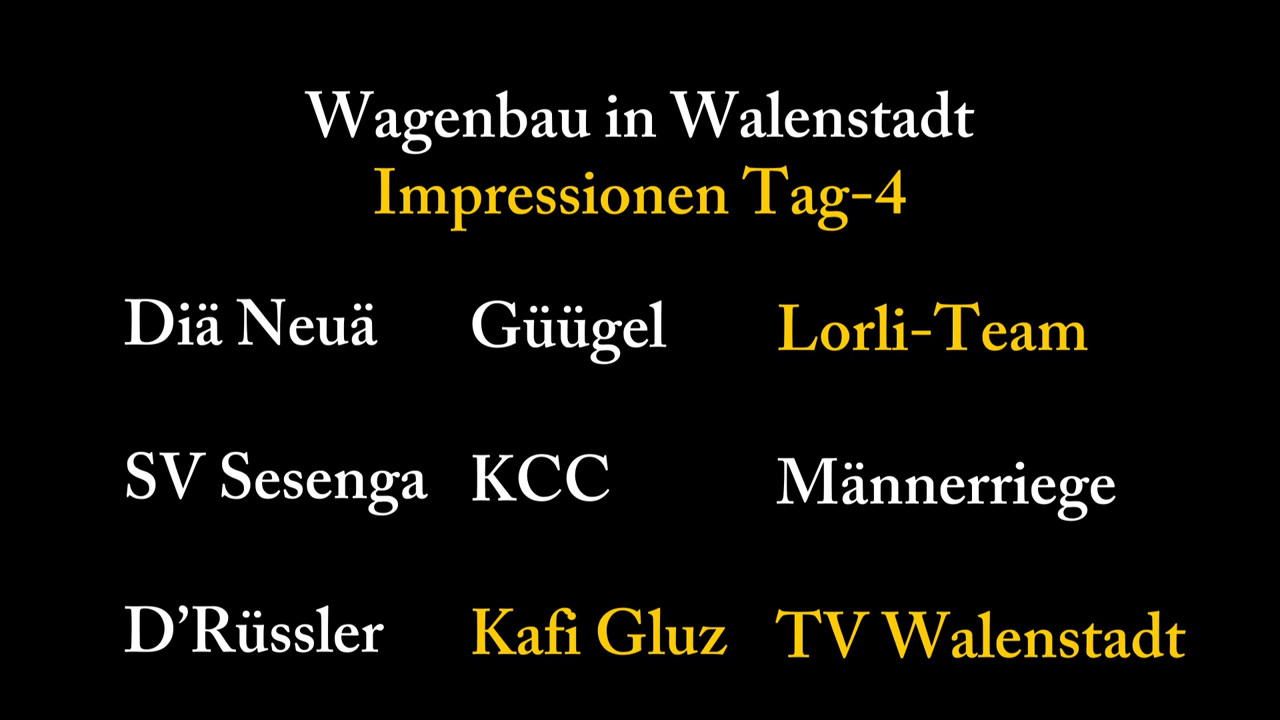 Wagenbau in Walenstadt
Impressionen Tag-4
Diä Neuä Güügel Lorli-Team
SV Sesenga KCC Männerriege
D’Rüssler Kafi Gluz TV Walenstadt